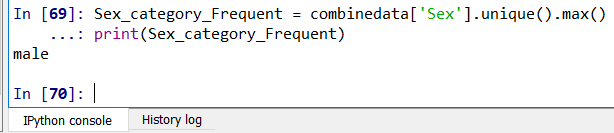 In [69]: Sex_category_Frequent = combinedata['Sex'].unique().max()
...: print(Sex_category_Frequent)
male
In [70]:
IPython console History log